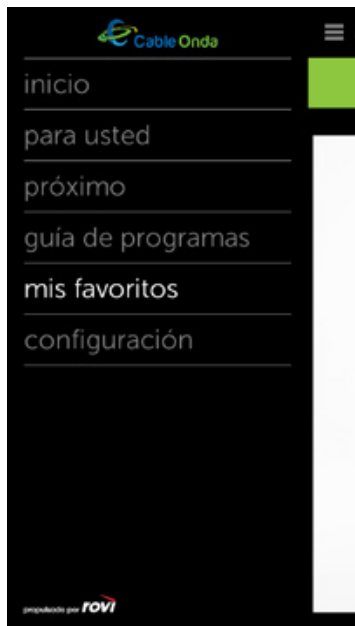 Cable Onda
inicio
para usted
próximo
guía de programas
mis favoritos
configuración
propulsado por rovi